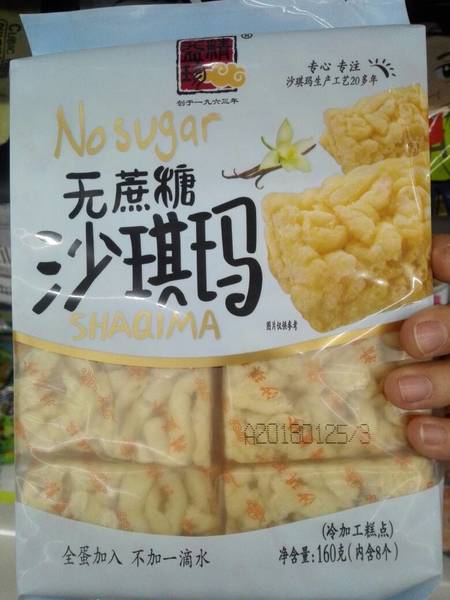 精益珍
®
创于一九六三年
专心 专注
沙琪玛生产工艺20多年
No sugar
无蔗糖
沙琪玛
SHAQIMA
图片仅供参考
A20180125/3
(冷加工糕点)
全蛋加入 不加一滴水
净含量:160克(内含8个)